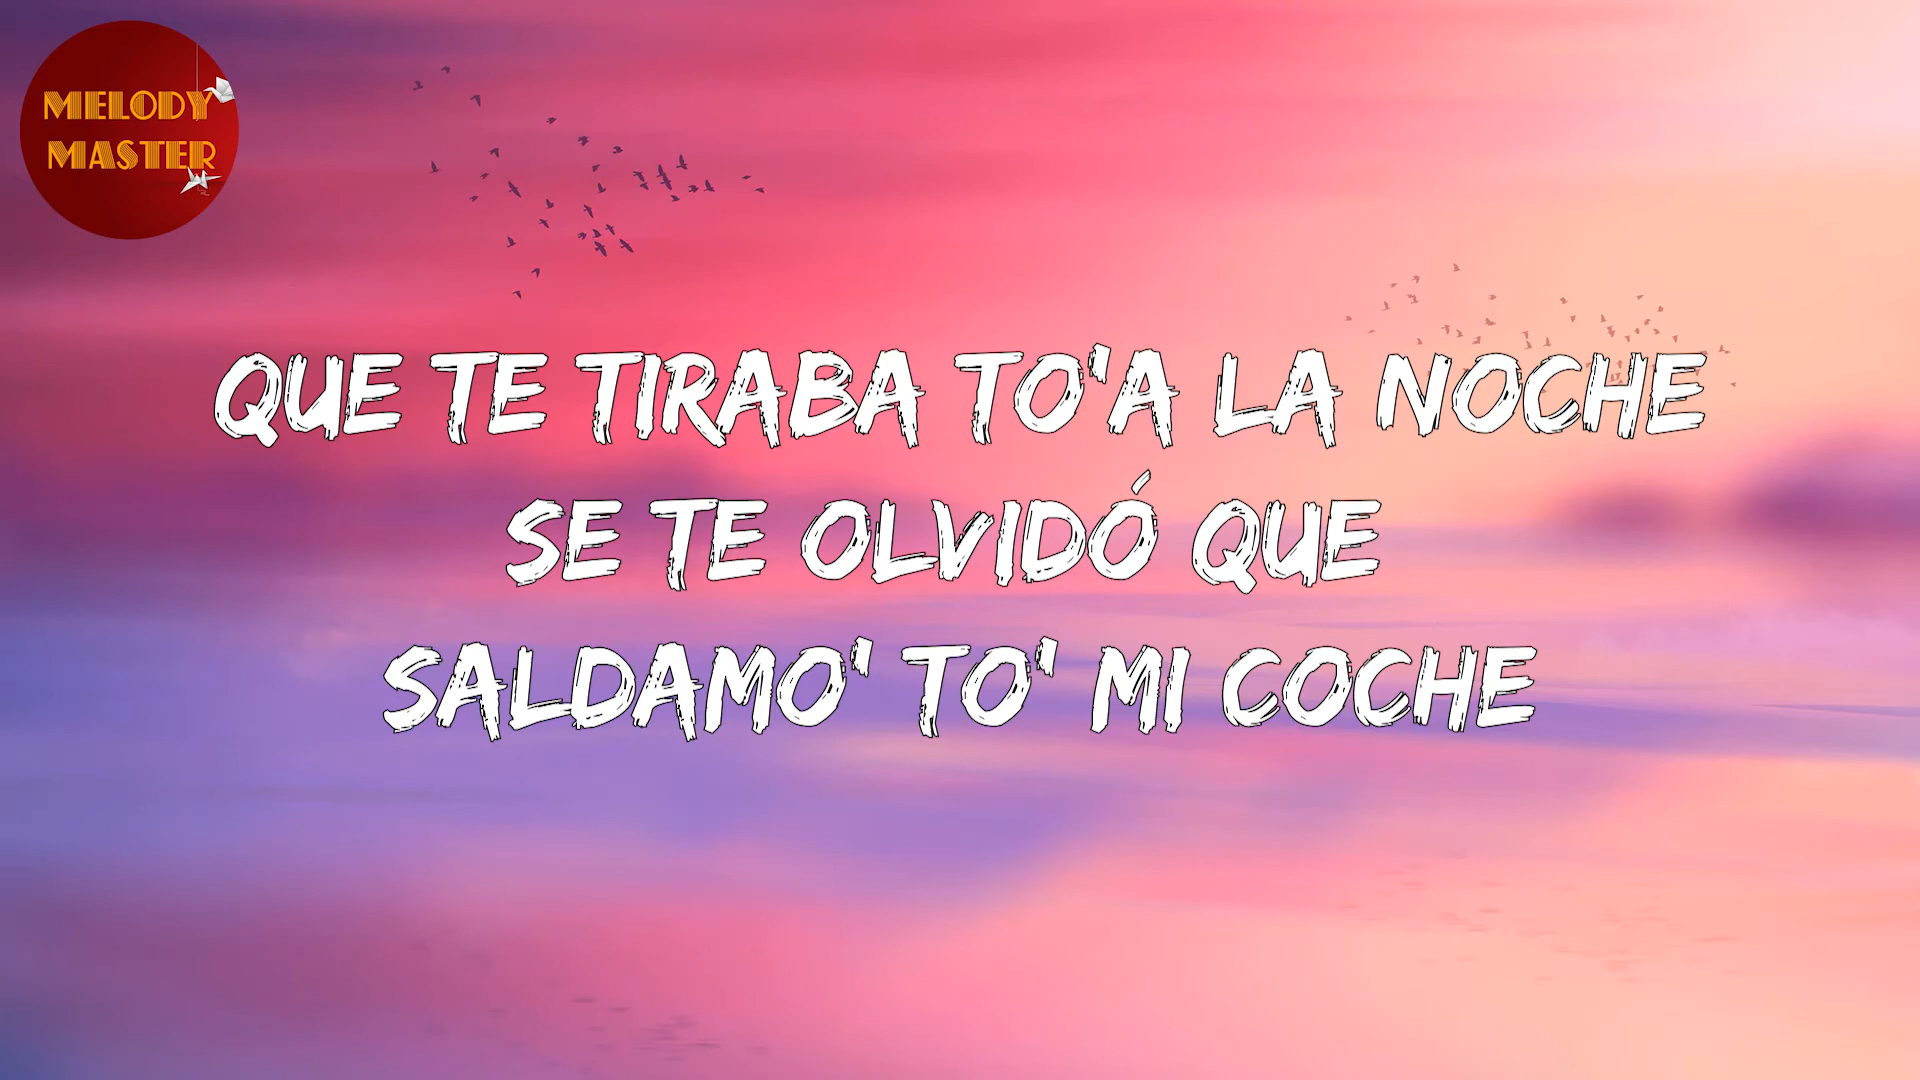 MELODY
MASTER
QUE TE TIRABA TO'A LA NOCHE
SE TE OLVIDÓ QUE
SALDAMO' TO' MI COCHE